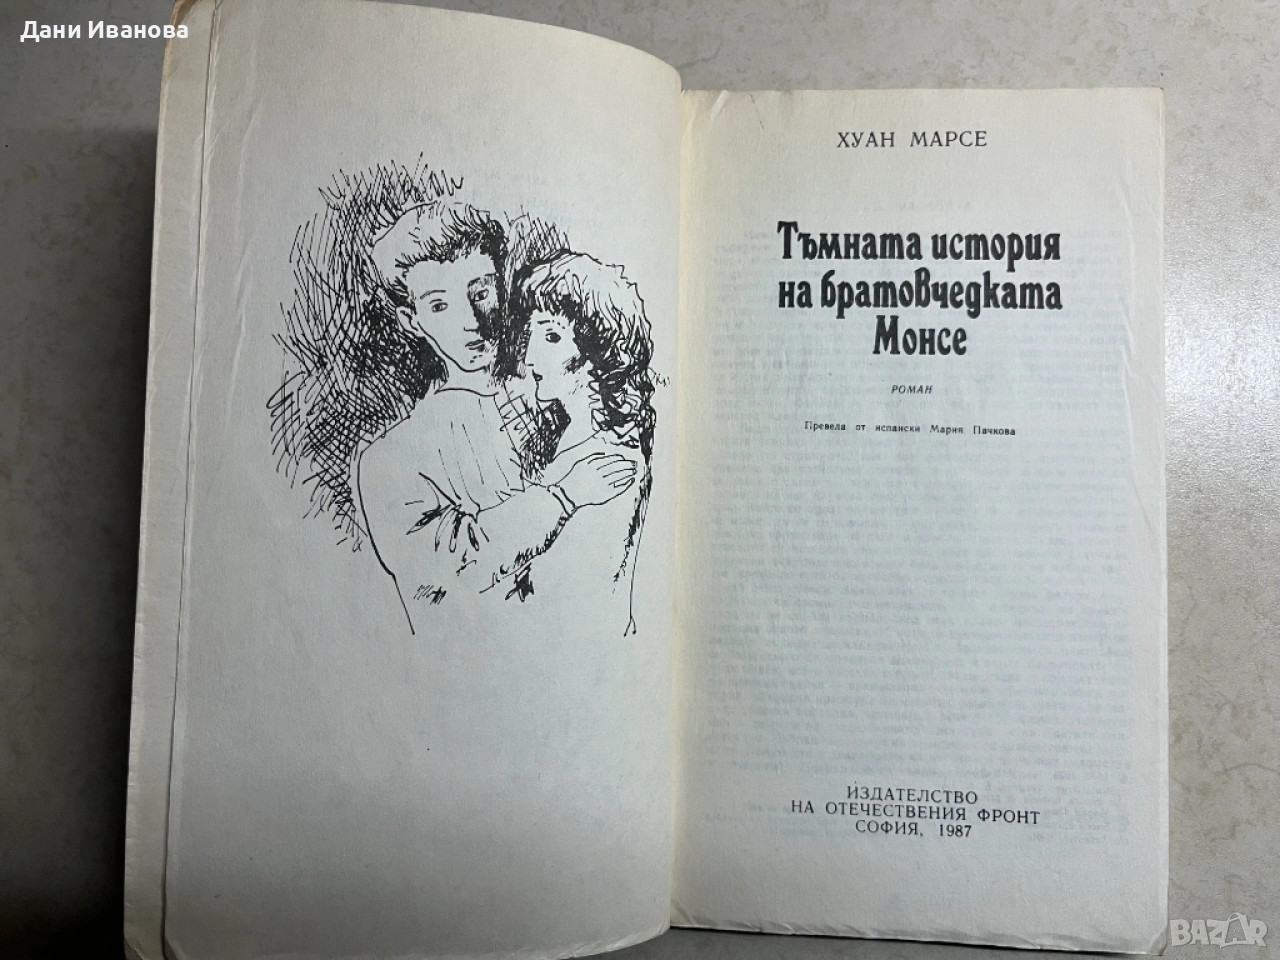 Дани Иванова
ХУАН МАРСЕ
Тъмната история
на братовчедката
Монсе
РОМАН
Превела от испански Мария Пачкова
ИЗДАТЕЛСТВО
НА ОТЕЧЕСТВЕНИЯ ФРОНТ
СОФИЯ, 1987
BAZAR